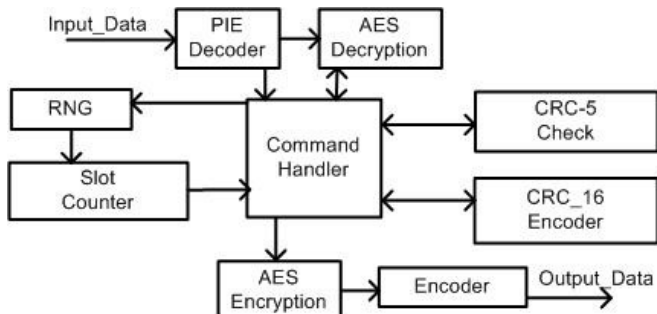 Input_Data
PIE
Decoder
AES
Decryption
RNG
Command
Handler
CRC-5
Check
Slot
Counter
CRC_16
Encoder
AES
Encryption
Encoder
Output_Data